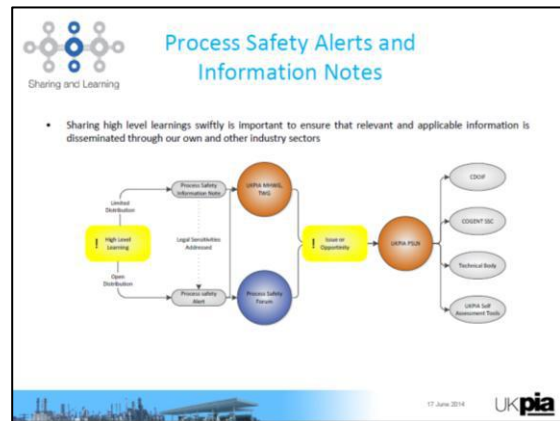 Process Safety Alerts and
Information Notes
Sharing and Learning
• Sharing high level learnings swiftly is important to ensure that relevant and applicable information is
disseminated through our own and other industry sectors
Limited
Distribution
! High Level
Learning
Open
Distribution
Process Safety
Information Note
Legal Sensitivities
Addressed
Process safety
Alert
UKPIA
Process Safety
Forum
! Issue or
Opportunity
UKPIA
CDOIF
COGENT SSC
Technical Body
UKPIA Self
Assessment Tools
17 June 2014
UKpia